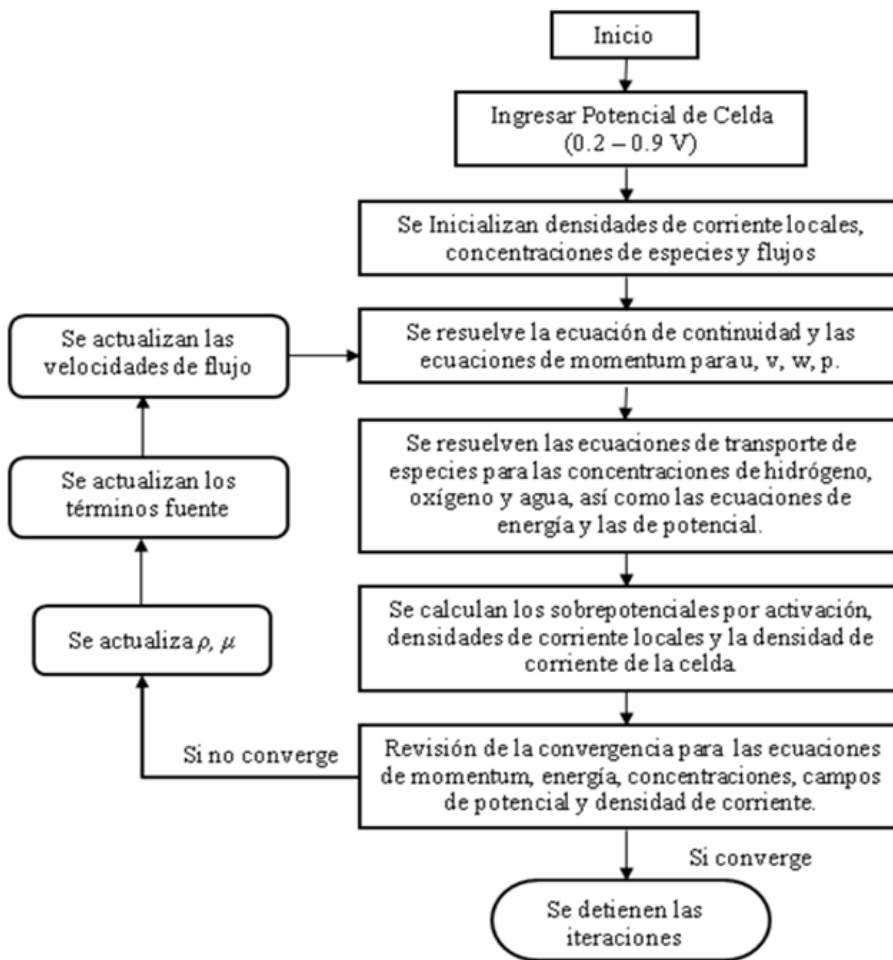 Inicio
Ingresar Potencial de Celda
(0.2 – 0.9 V)
Se Inicializan densidades de corriente locales,
concentraciones de especies y flujos
Se resuelve la ecuación de continuidad y las
ecuaciones de momentum para u, v, w, p.
Se resuelven las ecuaciones de transporte de
especies para las concentraciones de hidrógeno,
oxígeno y agua, así como las ecuaciones de
energía y las de potencial.
Se calculan los sobrepotenciales por activación,
densidades de corriente locales y la densidad de
corriente de la celda.
Revisión de la convergencia para las ecuaciones
de momentum, energía, concentraciones, campos
de potencial y densidad de corriente.
Si no converge
Se actualiza ρ, μ
Se actualizan los
términos fuente
Se actualizan las
velocidades de flujo
Si converge
Se detienen las
iteraciones